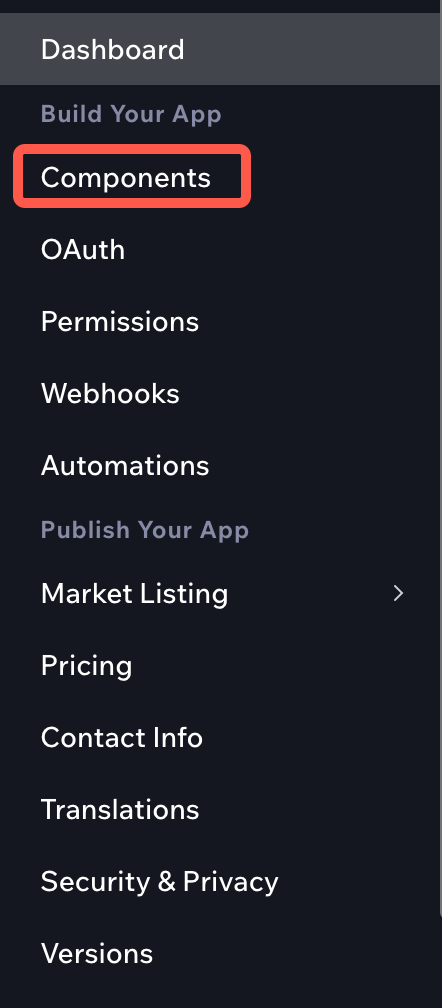 Dashboard
Build Your App
Components
OAuth
Permissions
Webhooks
Automations
Publish Your App
Market Listing
Pricing
Contact Info
Translations
Security & Privacy
Versions